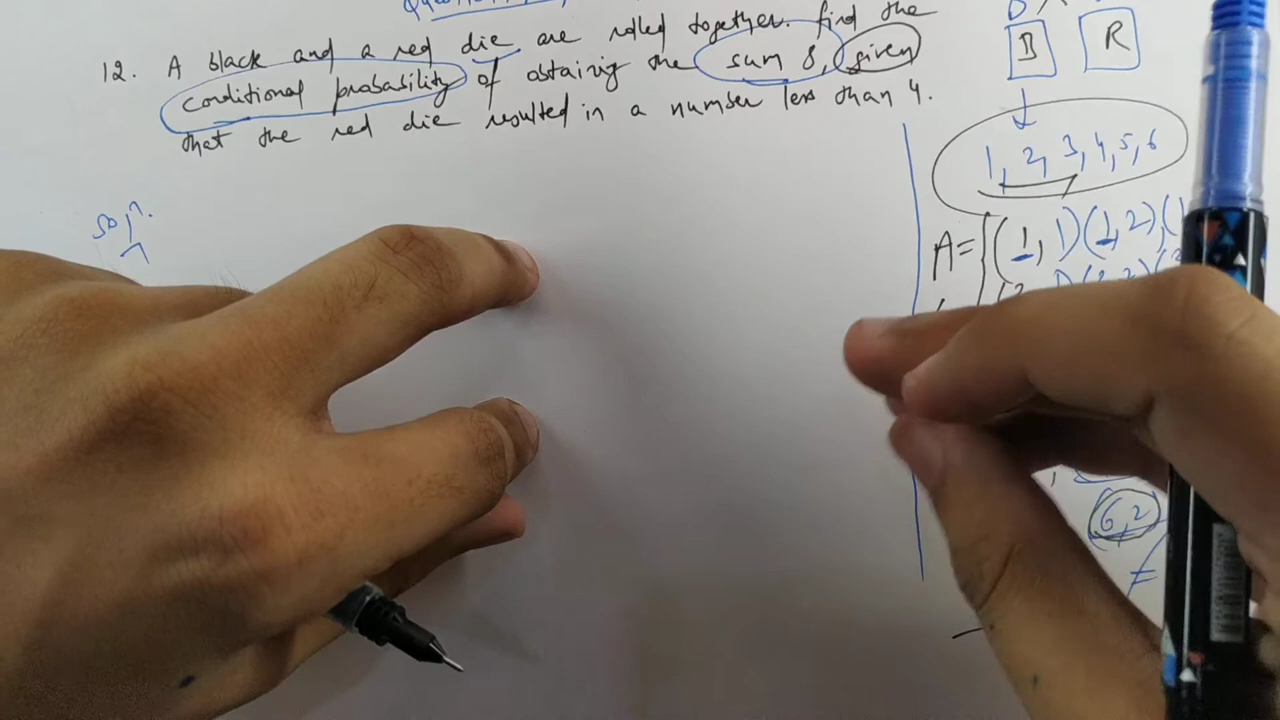 12. A black and a red die are rolled together. find the
conditional probability of obtainig the sum 8, given
that the red die resulted in a number less than 4.
B R
1, 2, 3, 4, 5, 6
Soln.
A = {(1, 1)(1, 2),(
6,2